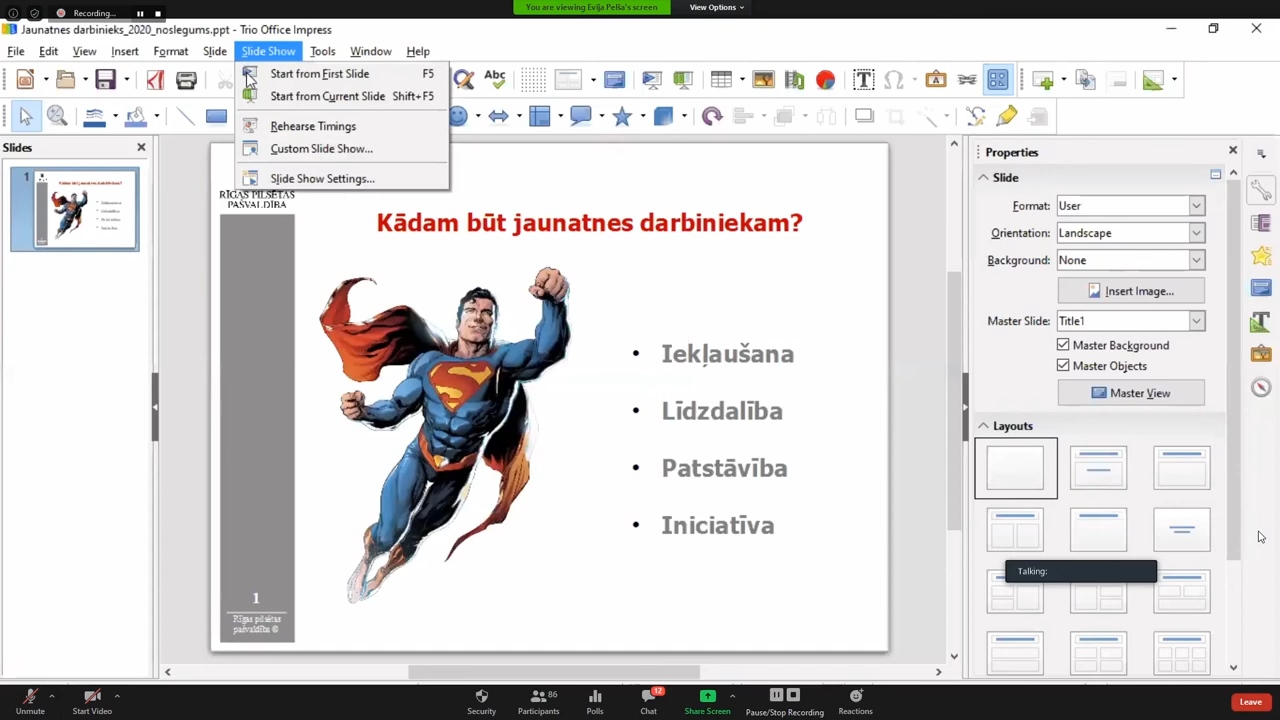 Recording...
You are viewing Evija Pelša's screen
View Options
Jaunatnes darbinieks_2020_noslegums.ppt - Trio Office Impress
File Edit View Insert Format Slide Slide Show Tools Window Help
Start from First Slide F5
Start from Current Slide Shift+F5
Rehearse Timings
Custom Slide Show...
Slide Show Settings...
Abc
Slides
1
RĪGAS PILSĒTAS
PAŠVALDĪBA
Kādam būt jaunatnes darbiniekam?
• Iekļaušana
• Līdzdalība
• Patstāvība
• Iniciatīva
1
Rīgas pilsētas
pašvaldība ©
Properties
Slide
Format: User
Orientation: Landscape
Background: None
Insert Image...
Master Slide: Title1
Master Background
Master Objects
Master View
Layouts
Talking:
Unmute
Start Video
Security
86
Participants
Polls
12
Chat
Share Screen
Pause/Stop Recording
Reactions
Leave